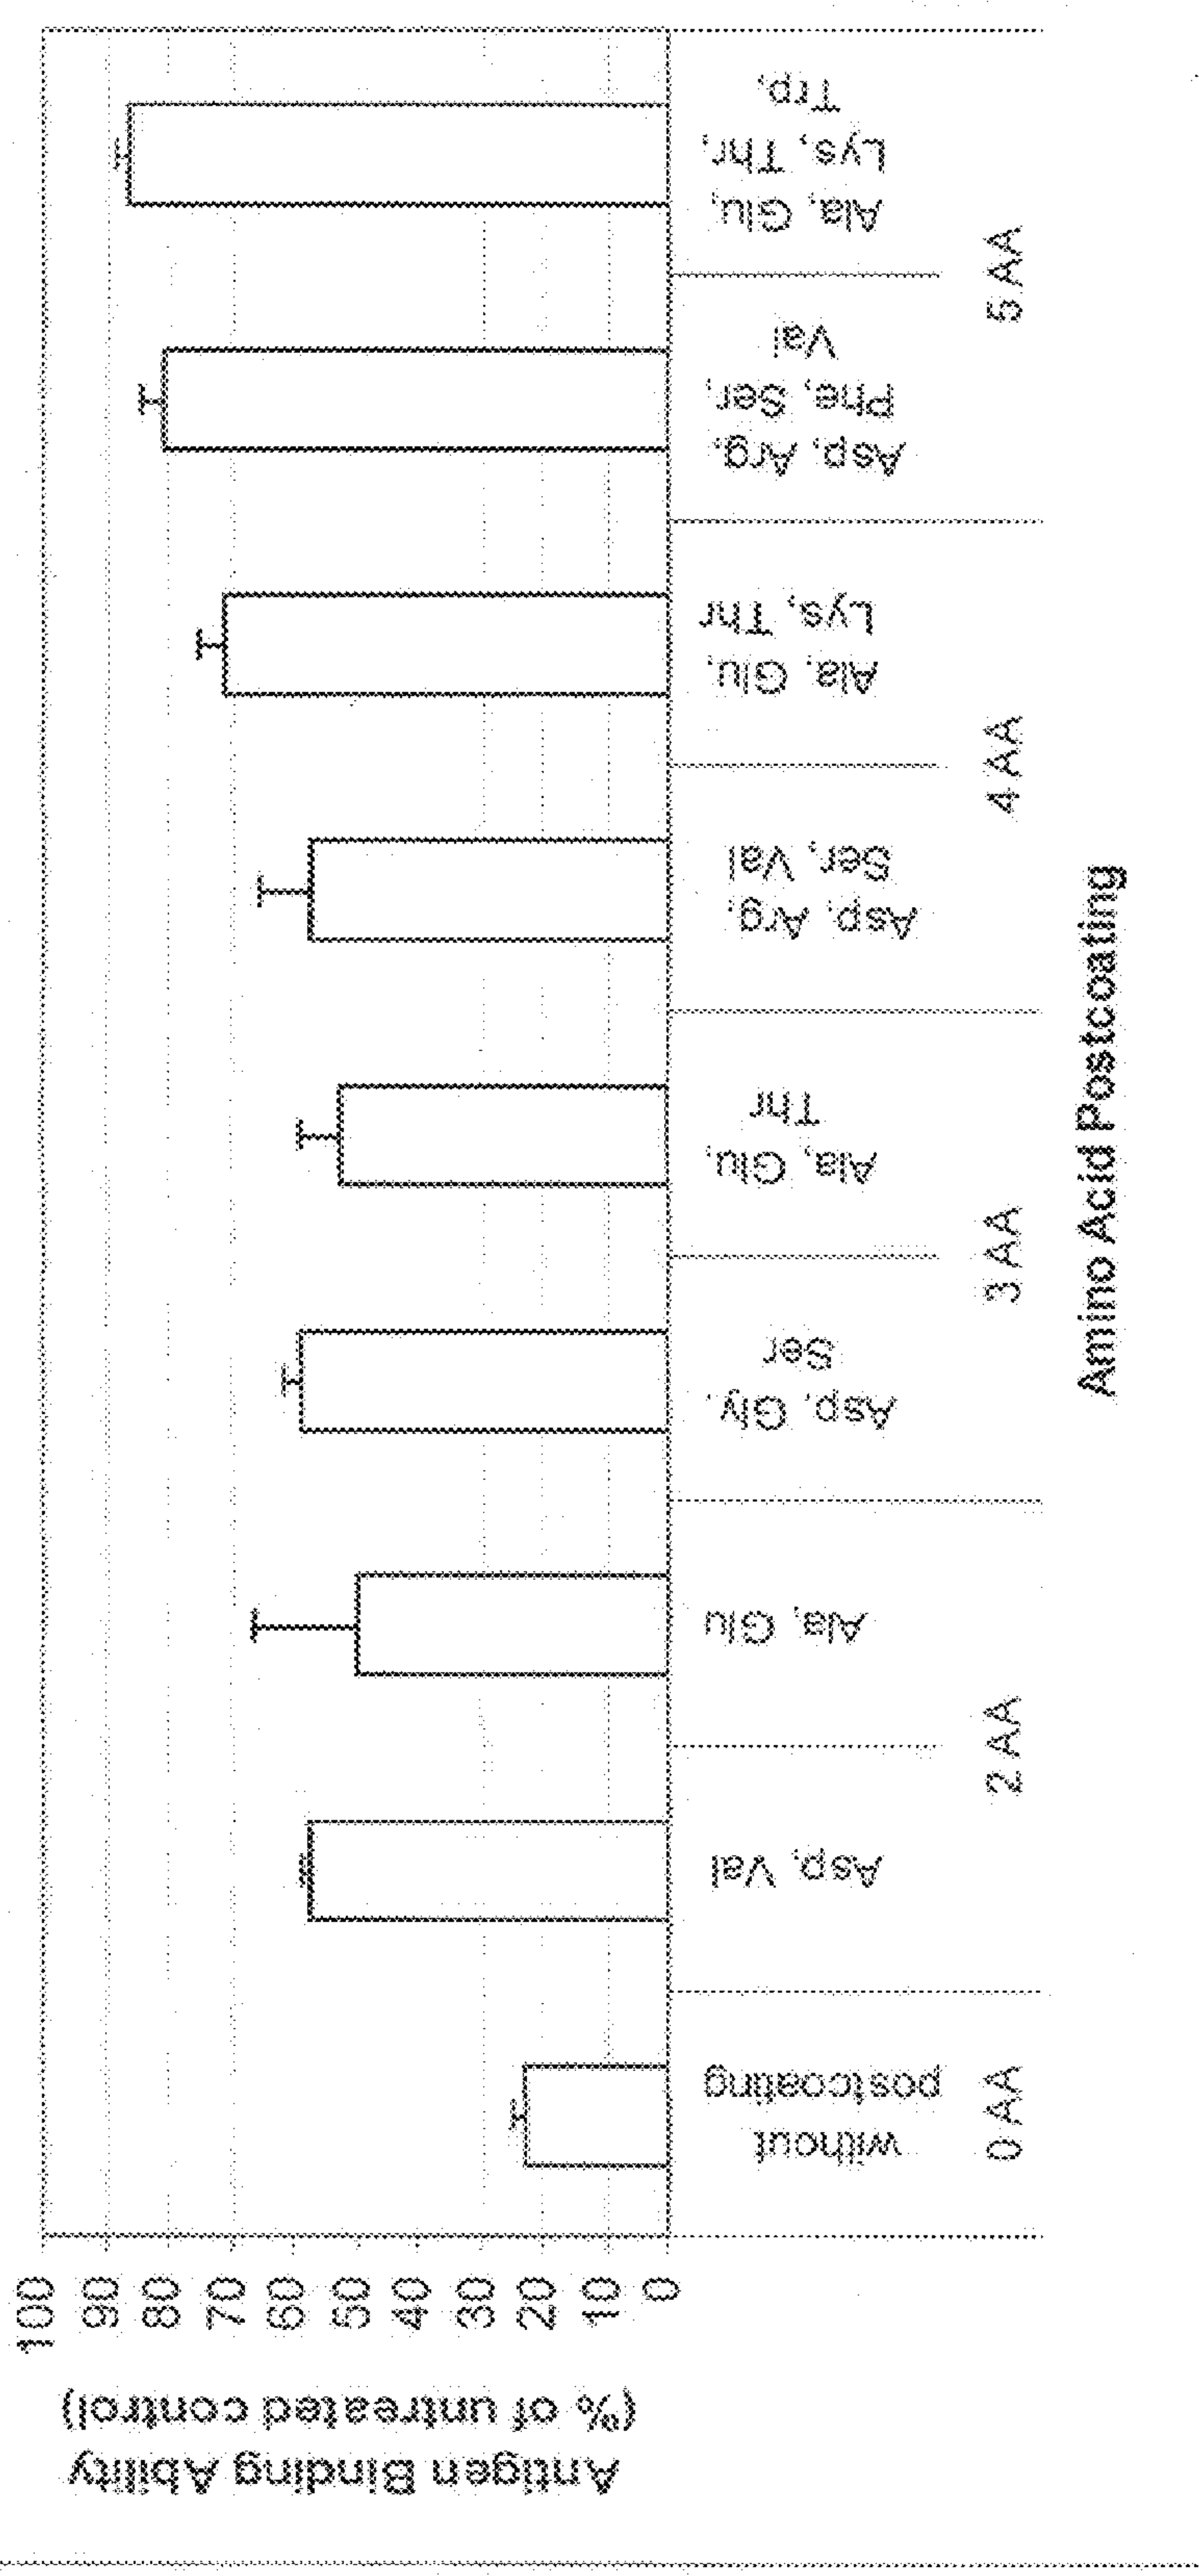 Antigen Binding Ability
(% of untreated control)
100
90
80
70
60
50
40
30
20
10
0
without
postcoating
Asp, Val
Ala, Glu
Asp, Gly,
Ser
Ala, Glu,
Thr
Asp, Arg,
Ser, Val
Ala, Glu,
Lys, Thr
Asp, Arg,
Phe, Ser,
Val
Ala, Glu,
Lys, Thr,
Trp,
0 AA
2 AA
3 AA
4 AA
5 AA
Amino Acid Postcoating